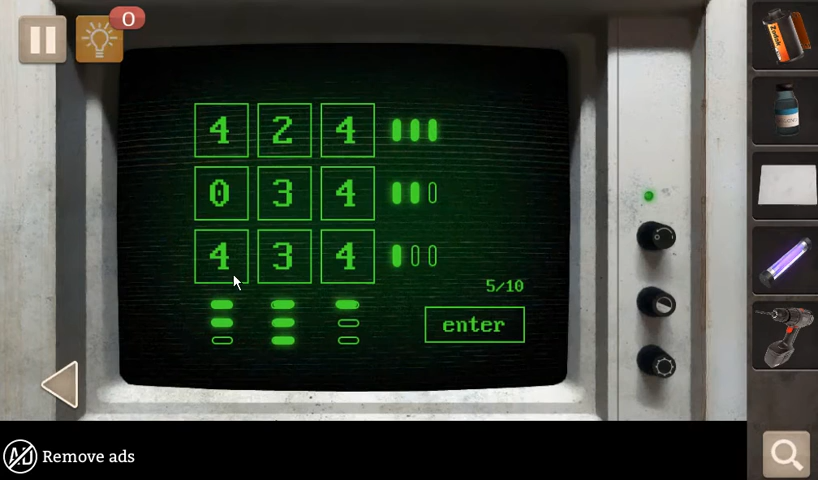 0
4 2 4
0 3 4
4 3 4
5/10
enter
Remove ads